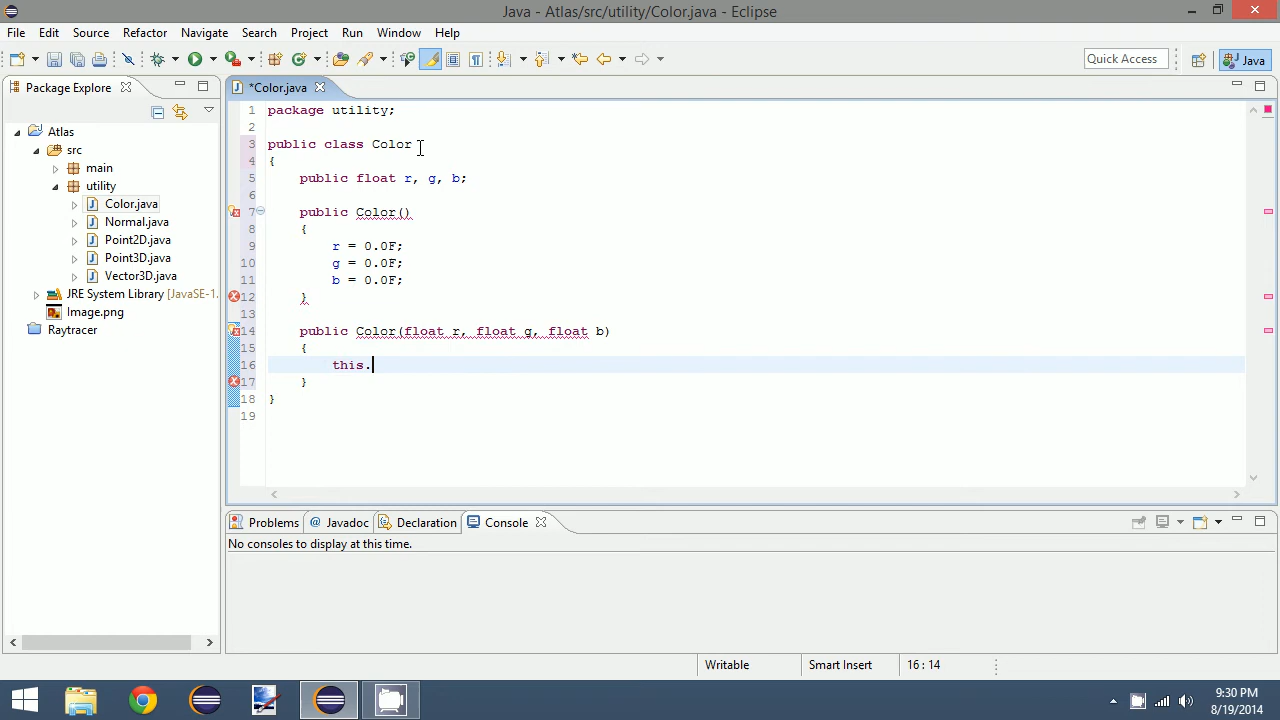 Java - Atlas/src/utility/Color.java - Eclipse
File Edit Source Refactor Navigate Search Project Run Window Help
Quick Access
Java
Package Explore
*Color.java
Atlas
src
main
utility
Color.java
Normal.java
Point2D.java
Point3D.java
Vector3D.java
JRE System Library [JavaSE-1.
Image.png
Raytracer
1 package utility;
2
3 public class Color
4 {
5 public float r, g, b;
6
7 public Color()
8 {
9 r = 0.0F;
10 g = 0.0F;
11 b = 0.0F;
12 }
13
14 public Color(float r, float g, float b)
15 {
16 this.
17 }
18 }
19
Problems @ Javadoc Declaration Console
No consoles to display at this time.
Writable Smart Insert 16 : 14
9:30 PM
8/19/2014